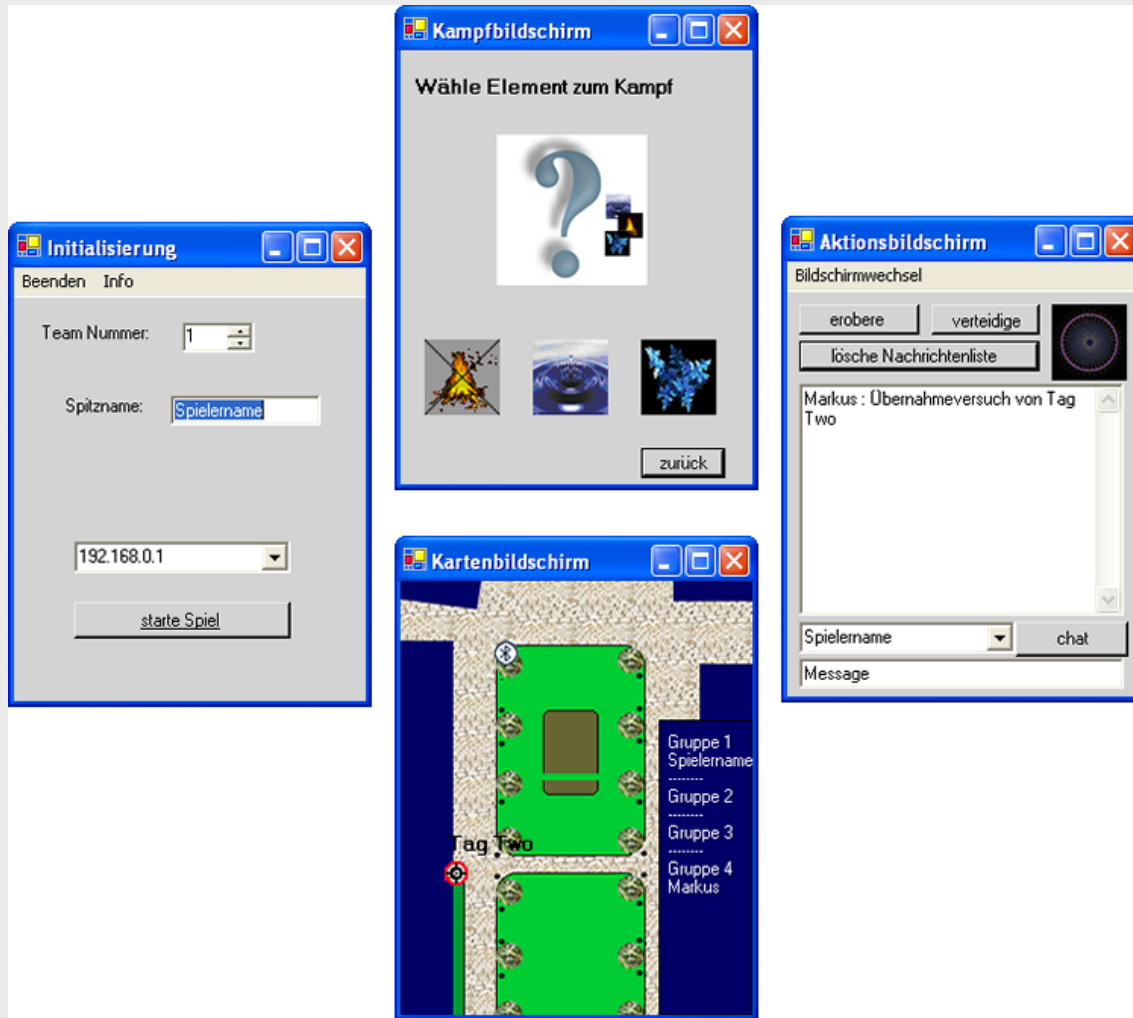 Kampfbildschirm
Wähle Element zum Kampf
zurück
Initialisierung
Beenden Info
Team Nummer:
1
Spitzname:
Spielername
192.168.0.1
starte Spiel
Kartenbildschirm
Tag Two
Gruppe 1
Spielername
--------
Gruppe 2
--------
Gruppe 3
--------
Gruppe 4
Markus
Aktionsbildschirm
Bildschirmwechsel
erobere verteidige
lösche Nachrichtenliste
Markus : Übernahmeversuch von Tag
Two
Spielername chat
Message